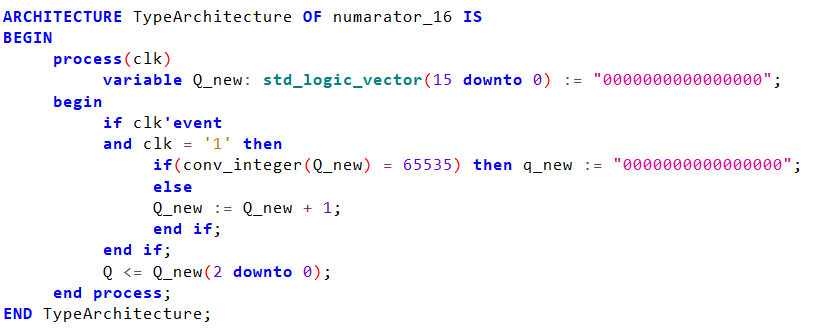 ARCHITECTURE TypeArchitecture OF numarator_16 IS
BEGIN
process(clk)
variable Q_new: std_logic_vector(15 downto 0) := "0000000000000000";
begin
if clk'event
and clk = '1' then
if(conv_integer(Q_new) = 65535) then q_new := "0000000000000000";
else
Q_new := Q_new + 1;
end if;
end if;
Q <= Q_new(2 downto 0);
end process;
END TypeArchitecture;